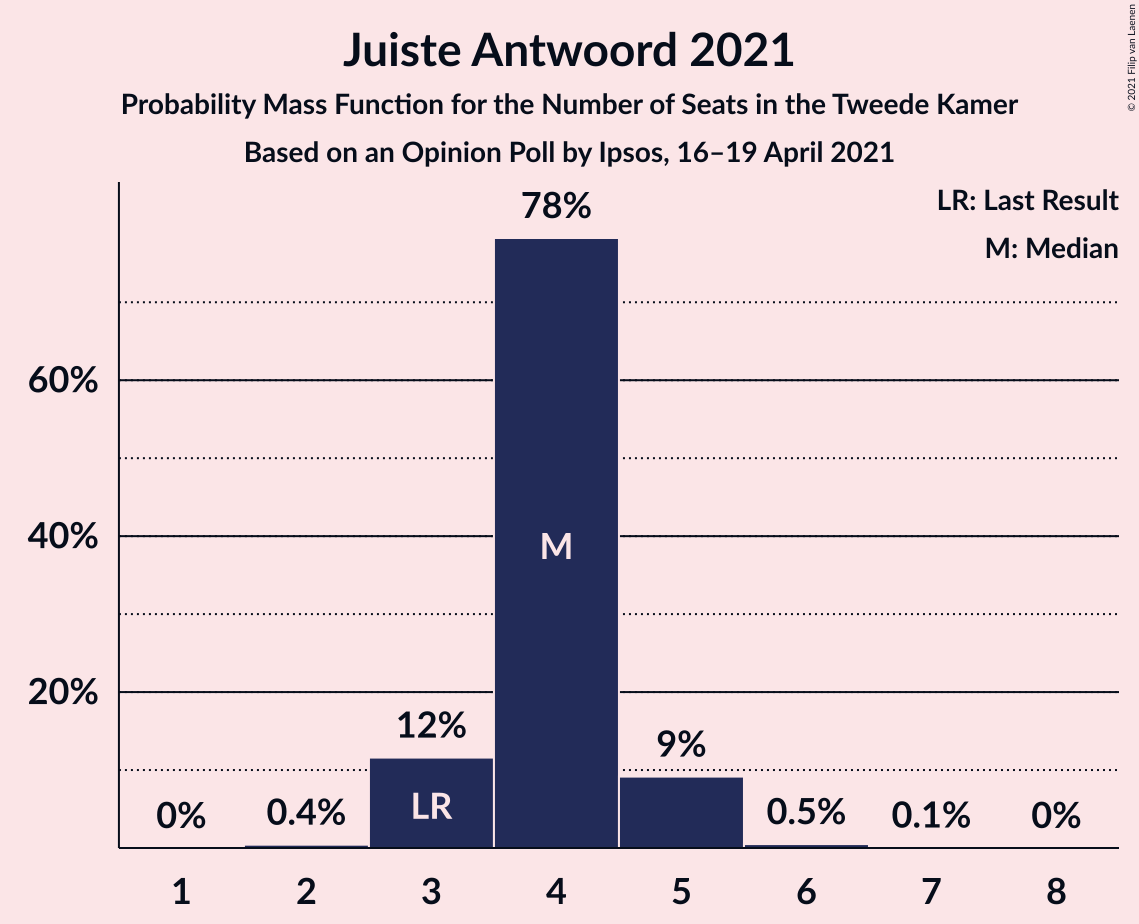 Juiste Antwoord 2021
Probability Mass Function for the Number of Seats in the Tweede Kamer
Based on an Opinion Poll by Ipsos, 16–19 April 2021
© 2021 Filip van Laenen
LR: Last Result
M: Median
78%
60%
40%
20%
M
12%
LR
9%
0%
0.4%
0.5%
0.1%
0%
1 2 3 4 5 6 7 8